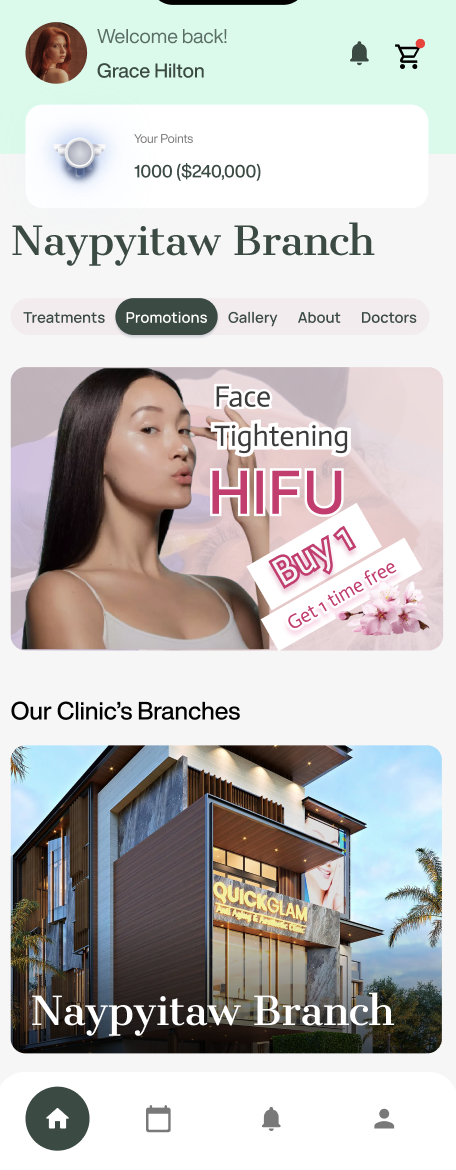 Welcome back!
Grace Hilton
Your Points
1000 ($240,000)
Naypyitaw Branch
Treatments Promotions Gallery About Doctors
Face
Tightening
HIFU
Buy 1
Get 1 time free
Our Clinic's Branches
QUICKGLAM
Anti Aging & Aesthetic Clinic
Naypyitaw Branch